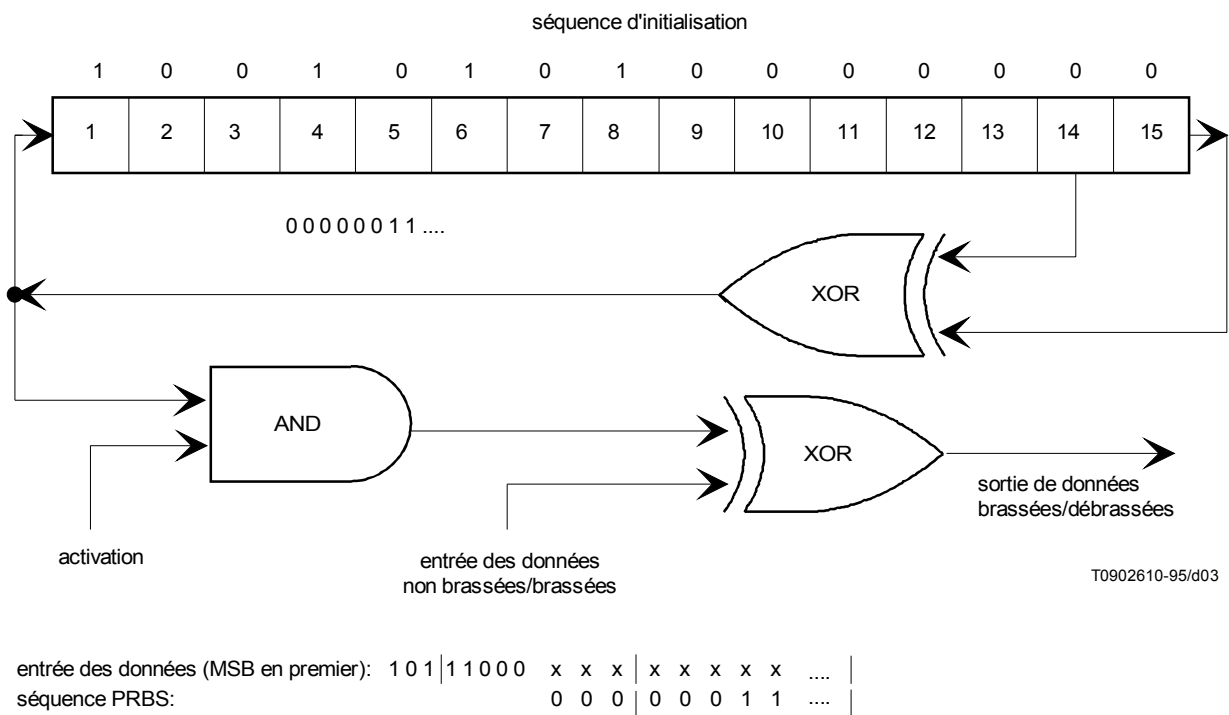 séquence d'initialisation
1 0 0 1 0 1 0 1 0 0 0 0 0 0 0
1 2 3 4 5 6 7 8 9 10 11 12 13 14 15
0 0 0 0 0 0 1 1 ....
XOR
AND
XOR
sortie de données
brassées/débrassées
activation
entrée des données
non brassées/brassées
T0902610-95/d03
entrée des données (MSB en premier): 1 0 1 | 1 1 0 0 0 x x x | x x x x x .... |
séquence PRBS: 0 0 0 | 0 0 0 1 1 .... |